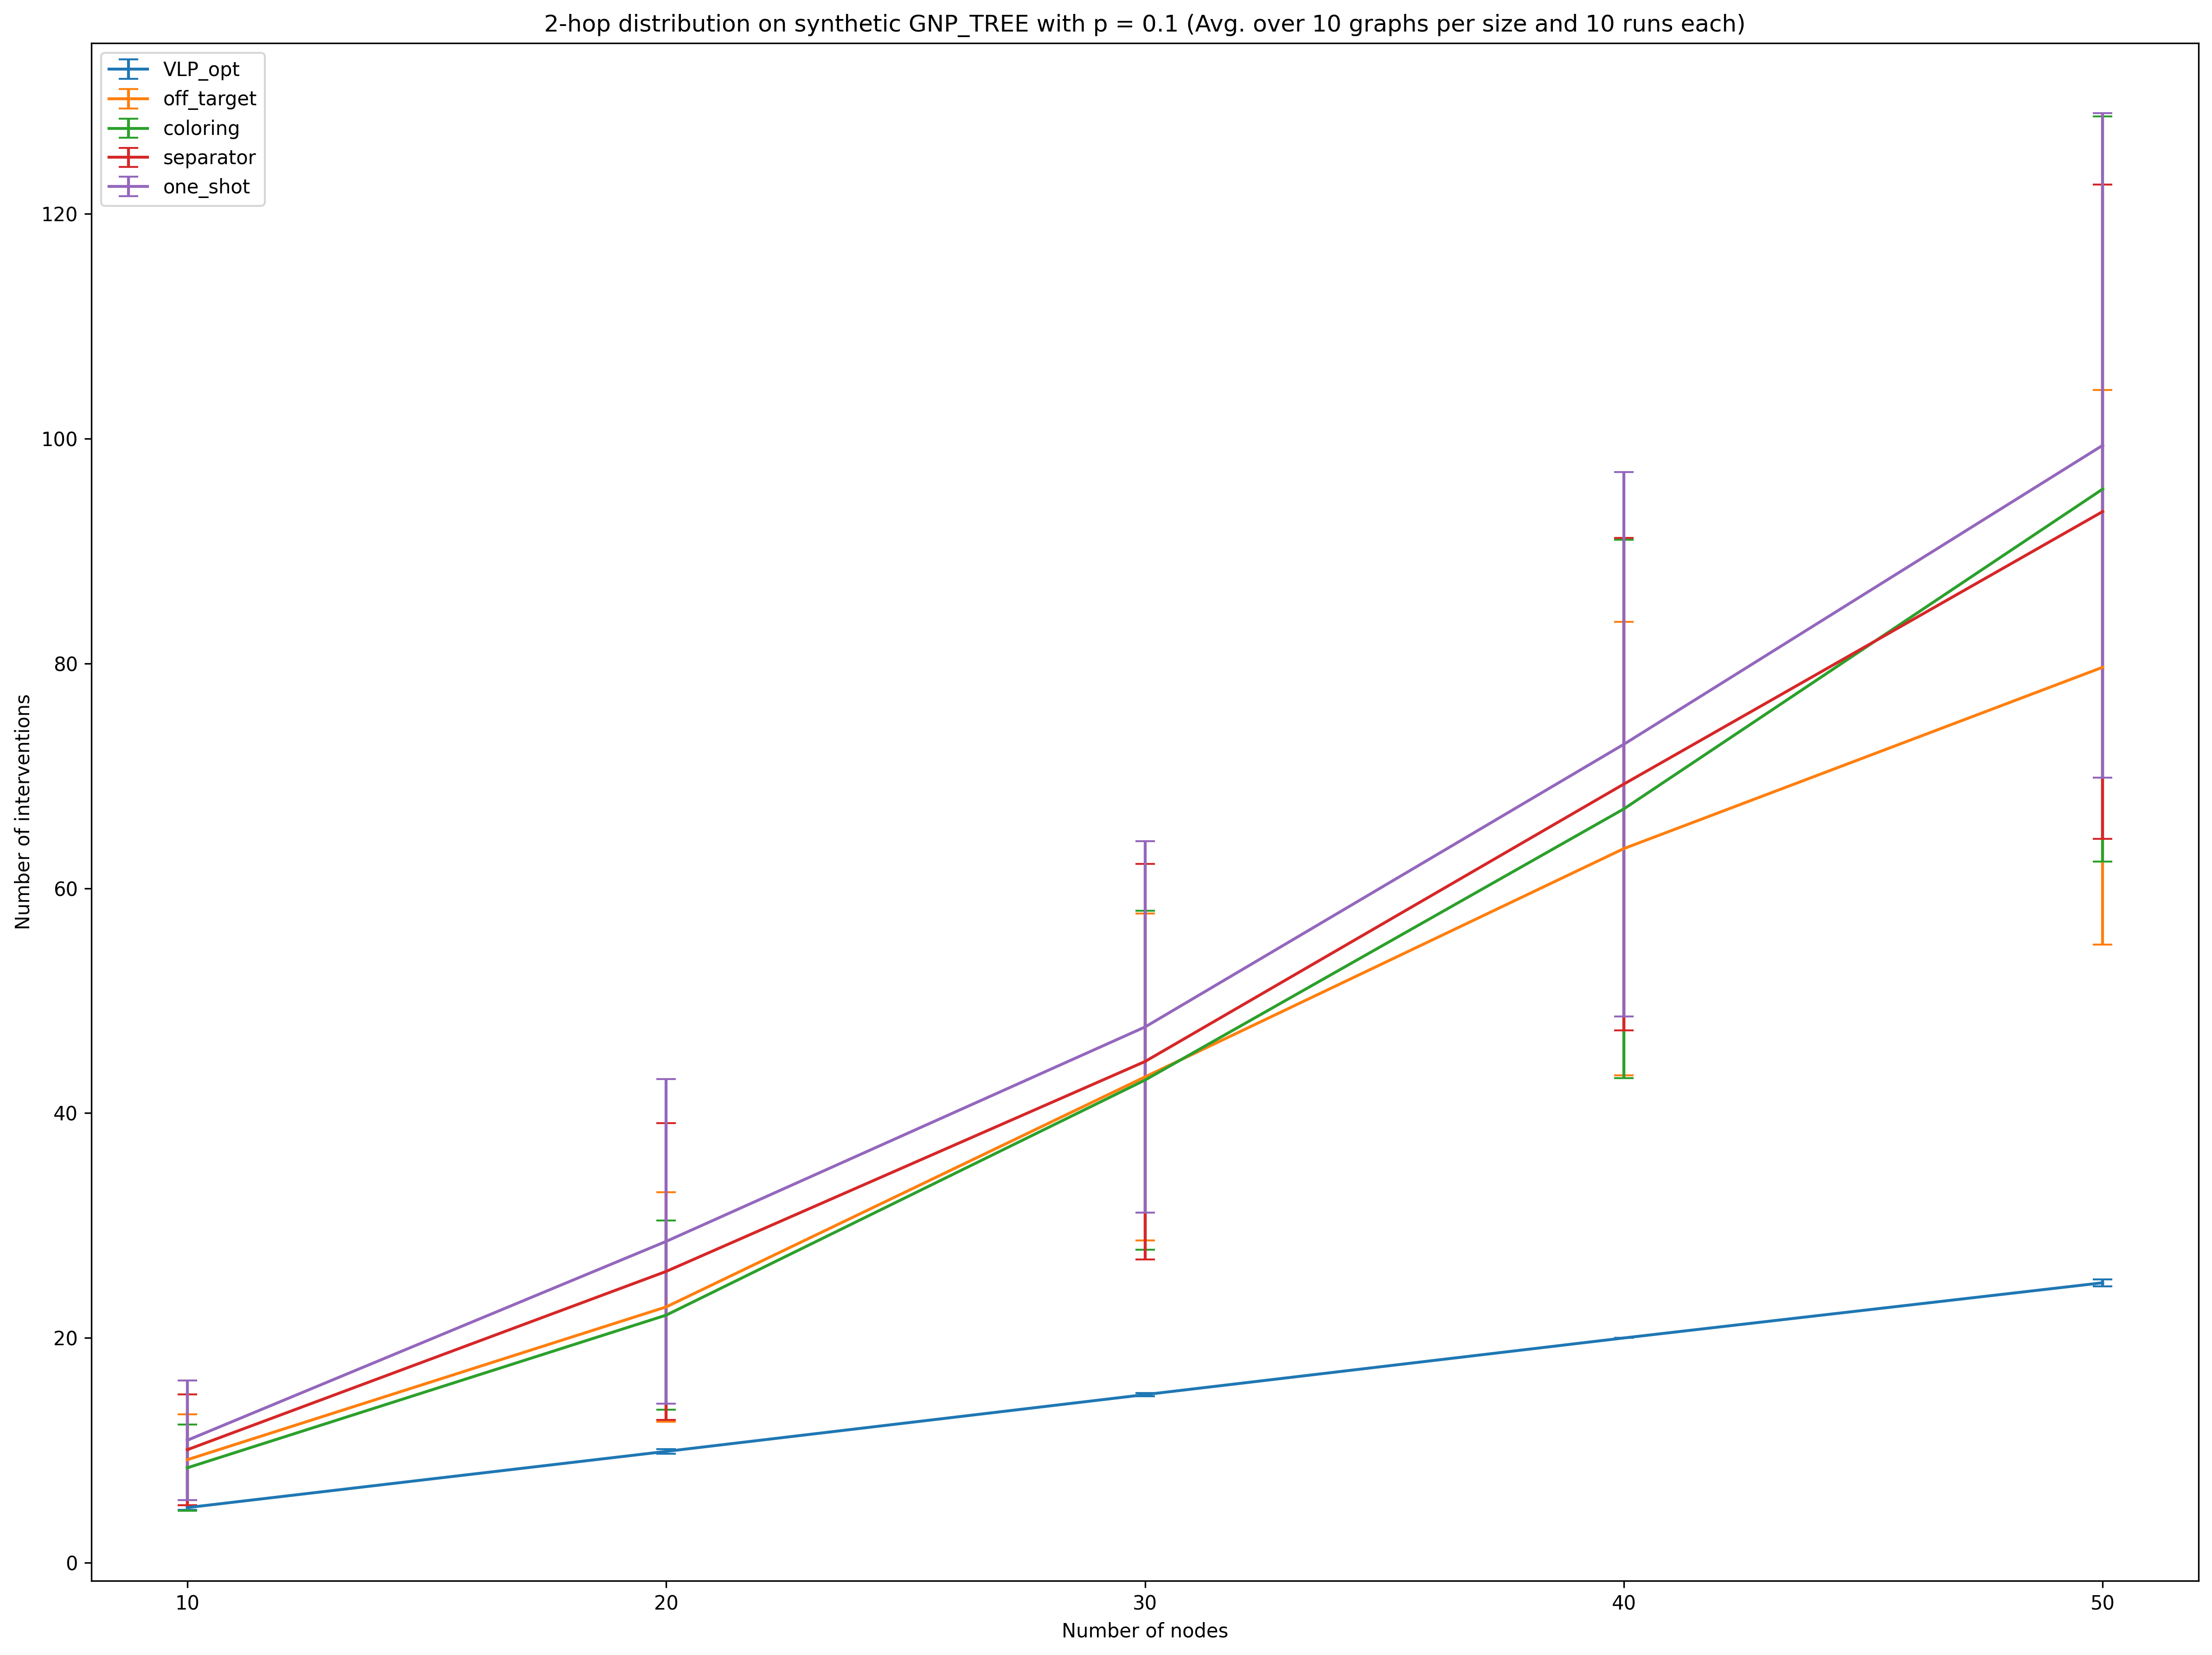 2-hop distribution on synthetic GNP_TREE with p = 0.1 (Avg. over 10 graphs per size and 10 runs each)
VLP_opt
off_target
coloring
separator
one_shot
120
100
80
60
40
20
0
Number of interventions
10 20 30 40 50
Number of nodes